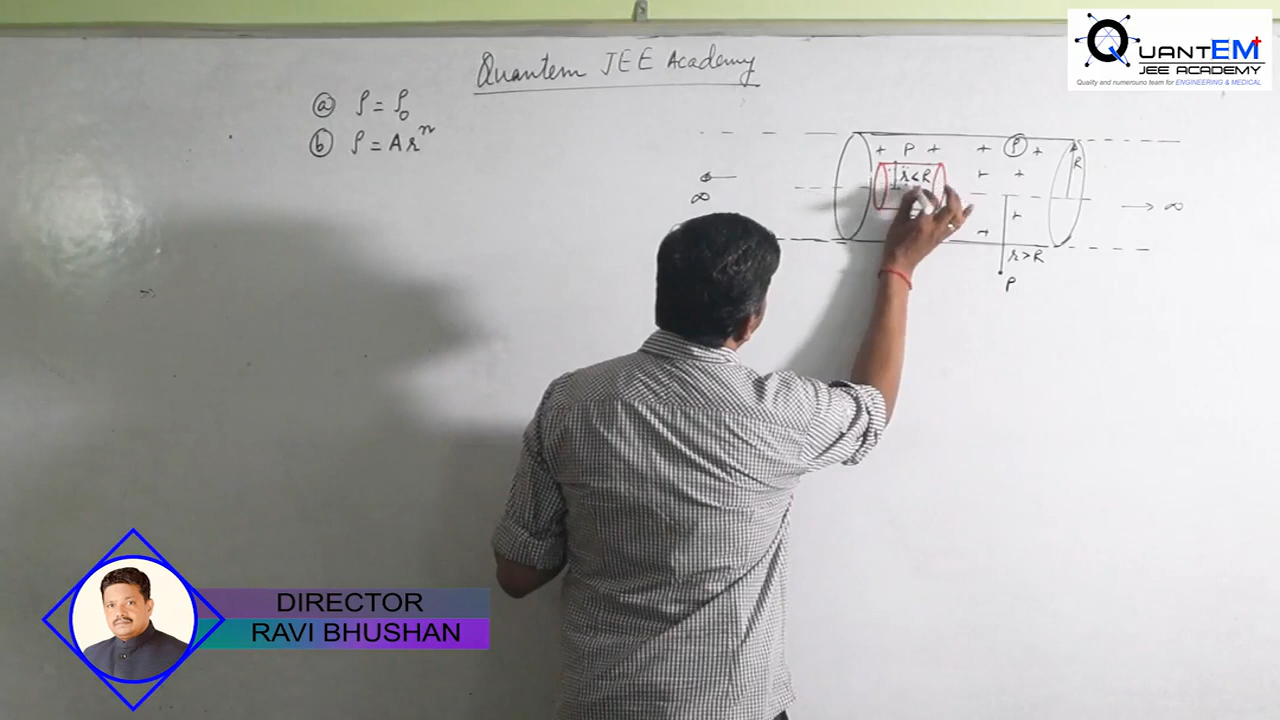 Quantem JEE Academy
ⓐ ρ = ρ₀
ⓑ ρ = Arⁿ
QUANTEM+
JEE ACADEMY
Quality and numerouno team for ENGINEERING & MEDICAL
+ P + + ρ +
R
r < R
+ +
∞
→ ∞
+
+
r > R
P
DIRECTOR
RAVI BHUSHAN